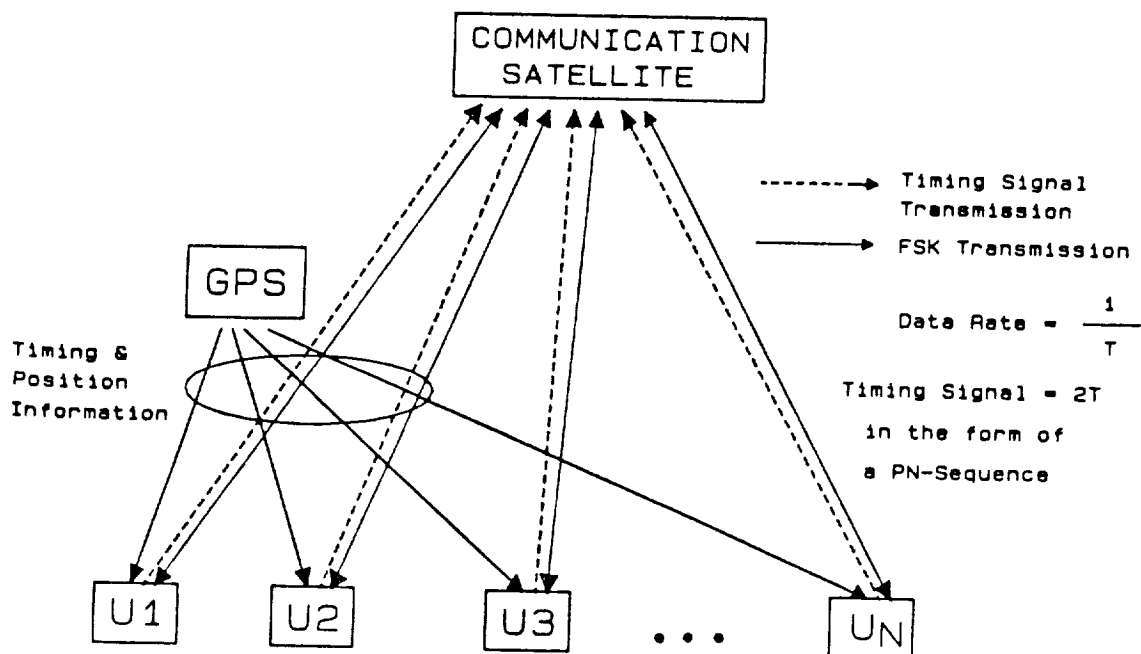 COMMUNICATION
SATELLITE
Timing Signal
Transmission
FSK Transmission
GPS
Data Rate = 1
T
Timing &
Position
Information
Timing Signal = 2T
in the form of
a PN-Sequence
U1
U2
U3
• • •
UN